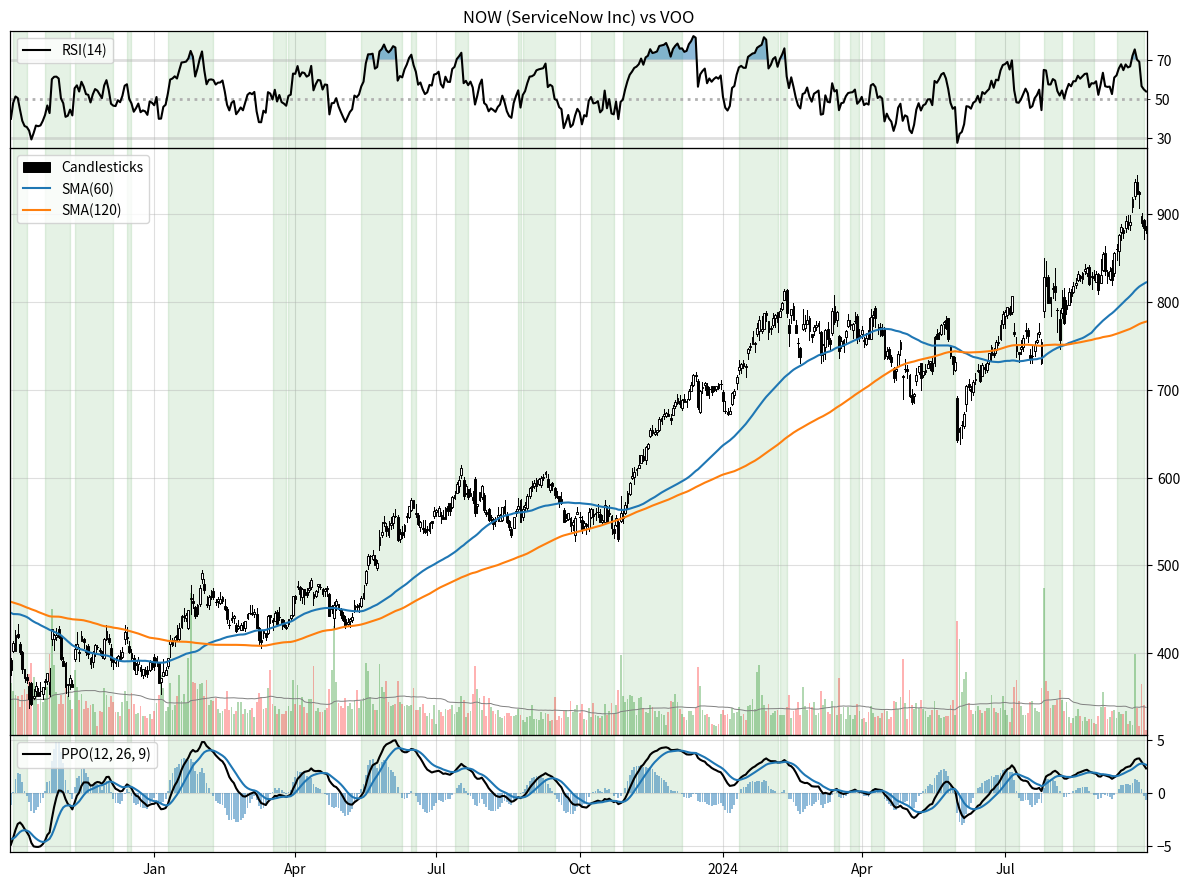 NOW (ServiceNow Inc) vs VOO
RSI(14)
70
50
30
Candlesticks
SMA(60)
SMA(120)
900
800
700
600
500
400
PPO(12, 26, 9)
5
0
−5
Jan
Apr
Jul
Oct
2024
Apr
Jul